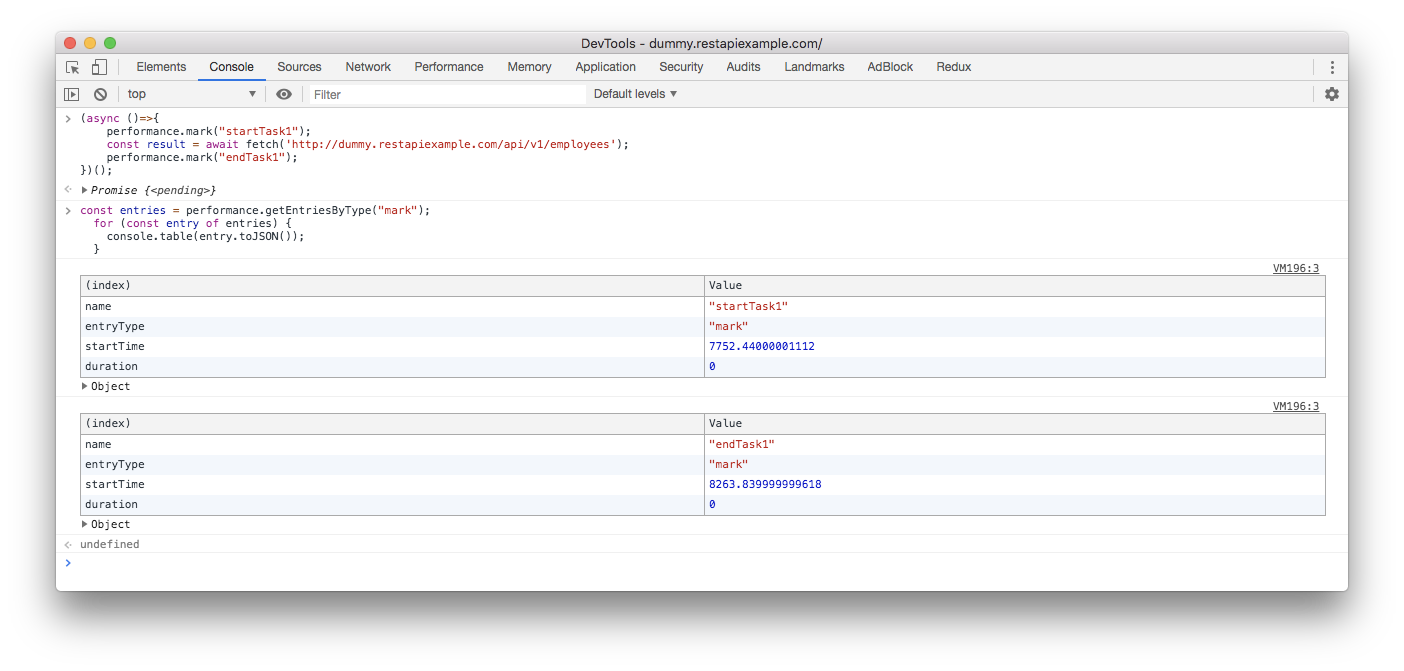 DevTools - dummy.restapiexample.com/
Elements Console Sources Network Performance Memory Application Security Audits Landmarks AdBlock Redux
top Filter Default levels
(async ()=>{
performance.mark("startTask1");
const result = await fetch('http://dummy.restapiexample.com/api/v1/employees');
performance.mark("endTask1");
})();
Promise {<pending>}
const entries = performance.getEntriesByType("mark");
for (const entry of entries) {
console.table(entry.toJSON());
}
VM196:3
(index) Value
name "startTask1"
entryType "mark"
startTime 7752.44000001112
duration 0
Object
VM196:3
(index) Value
name "endTask1"
entryType "mark"
startTime 8263.839999999618
duration 0
Object
undefined